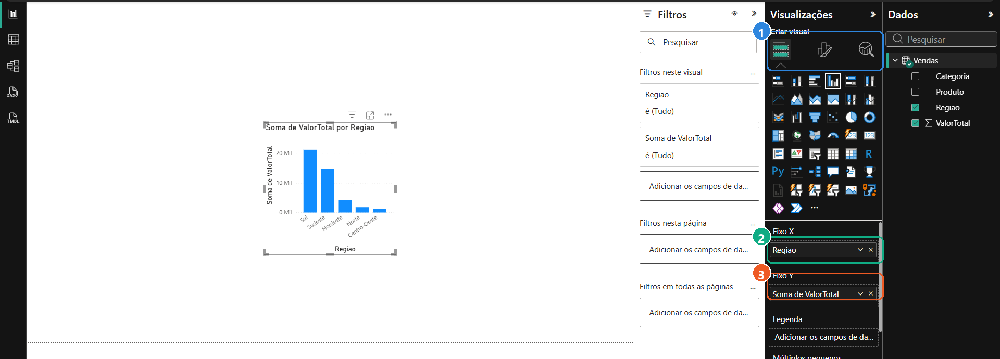 DAX
TMDL
Soma de ValorTotal por Regiao
Soma de ValorTotal
20 Mil
10 Mil
0 Mil
Sul
Sudeste
Nordeste
Norte
Centro-Oeste
Regiao
Filtros
Pesquisar
Filtros neste visual
...
Regiao
é (Tudo)
Soma de ValorTotal
é (Tudo)
Adicionar os campos de da...
Filtros nesta página
...
Adicionar os campos de da...
Filtros em todas as páginas
...
Adicionar os campos de da...
Visualizações
1
Criar visual
123
123
R
Py
2
Eixo X
Regiao
3
Eixo Y
Soma de ValorTotal
Legenda
Adicionar os campos de da...
Múltiplos pequenos
Dados
Pesquisar
Vendas
Categoria
Produto
Regiao
ValorTotal